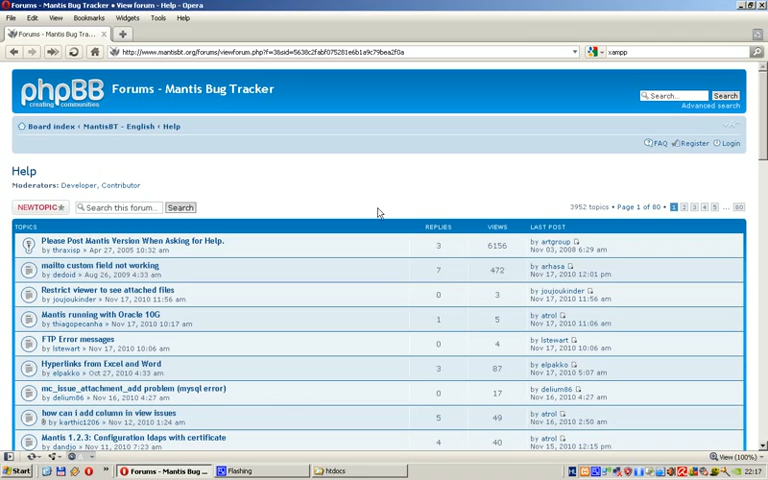 Forums - Mantis Bug Tracker • View forum - Help - Opera
File Edit View Bookmarks Widgets Tools Help
Forums - Mantis Bug Tra...
http://www.mantisbt.org/forums/viewforum.php?f=3&sid=5638c2fabf075281e6b1a9c79bea2f0a
xampp
phpBB
creating communities
Forums - Mantis Bug Tracker
Search...
Search
Advanced search
Board index ‹ MantisBT - English ‹ Help
FAQ Register Login
Help
Moderators: Developer, Contributor
NEWTOPIC
Search this forum...
Search
3952 topics • Page 1 of 80 • 1 2 3 4 5 ... 80
TOPICS REPLIES VIEWS LAST POST
Please Post Mantis Version When Asking for Help.
by thraxisp » Apr 27, 2005 10:32 am
3 6156
by artgroup
Nov 03, 2008 6:29 am
mailto custom field not working
by dedoid » Aug 26, 2009 4:33 am
7 472
by arhasa
Nov 17, 2010 12:01 pm
Restrict viewer to see attached files
by joujoukinder » Nov 17, 2010 11:56 am
0 3
by joujoukinder
Nov 17, 2010 11:56 am
Mantis running with Oracle 10G
by thiagopecanha » Nov 17, 2010 10:17 am
1 5
by atrol
Nov 17, 2010 11:06 am
FTP Error messages
by lstewart » Nov 17, 2010 10:06 am
0 4
by lstewart
Nov 17, 2010 10:06 am
Hyperlinks from Excel and Word
by elpakko » Oct 27, 2010 4:33 am
3 87
by elpakko
Nov 17, 2010 5:07 am
mc_issue_attachment_add problem (mysql error)
by delium86 » Nov 16, 2010 4:27 am
0 17
by delium86
Nov 16, 2010 4:27 am
how can i add column in view issues
by karthic1206 » Nov 12, 2010 1:24 am
5 49
by atrol
Nov 16, 2010 2:50 am
Mantis 1.2.3: Configuration ldaps with certificate
by dandjo » Nov 11, 2010 7:23 am
4 40
by atrol
Nov 15, 2010 12:15 pm
View (100%)
Start
Forums - Mantis Bug ...
Flashing
htdocs
22:17